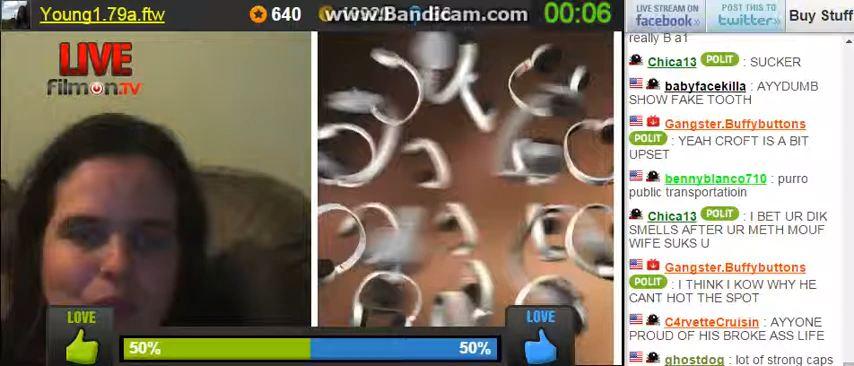 Young1.79a.ftw
640
www.Bandicam.com
00:06
LIVE
filmon.TV
LOVE
50%
50%
LOVE
LIVE STREAM ON
facebook»
POST THIS TO
twitter»
Buy Stuff
really B a1
Chica13 POLIT : SUCKER
babyfacekilla : AYYDUMB
SHOW FAKE TOOTH
Gangster.Buffybuttons
POLIT : YEAH CROFT IS A BIT
UPSET
bennyblanco710 : purro
public transportatioin
Chica13 POLIT : I BET UR DIK
SMELLS AFTER UR METH MOUF
WIFE SUKS U
Gangster.Buffybuttons
POLIT : I THINK I KOW WHY HE
CANT HOT THE SPOT
C4rvetteCruisin : AYYONE
PROUD OF HIS BROKE ASS LIFE
ghostdog : lot of strong caps